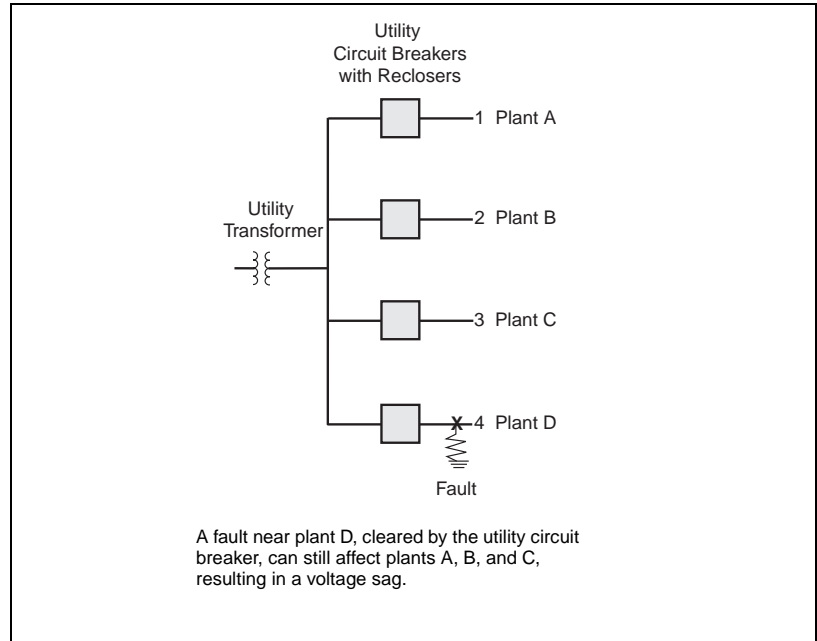 Utility
Circuit Breakers
with Reclosers
1 Plant A
Utility
Transformer
2 Plant B
3 Plant C
X
4 Plant D
Fault
A fault near plant D, cleared by the utility circuit
breaker, can still affect plants A, B, and C,
resulting in a voltage sag.